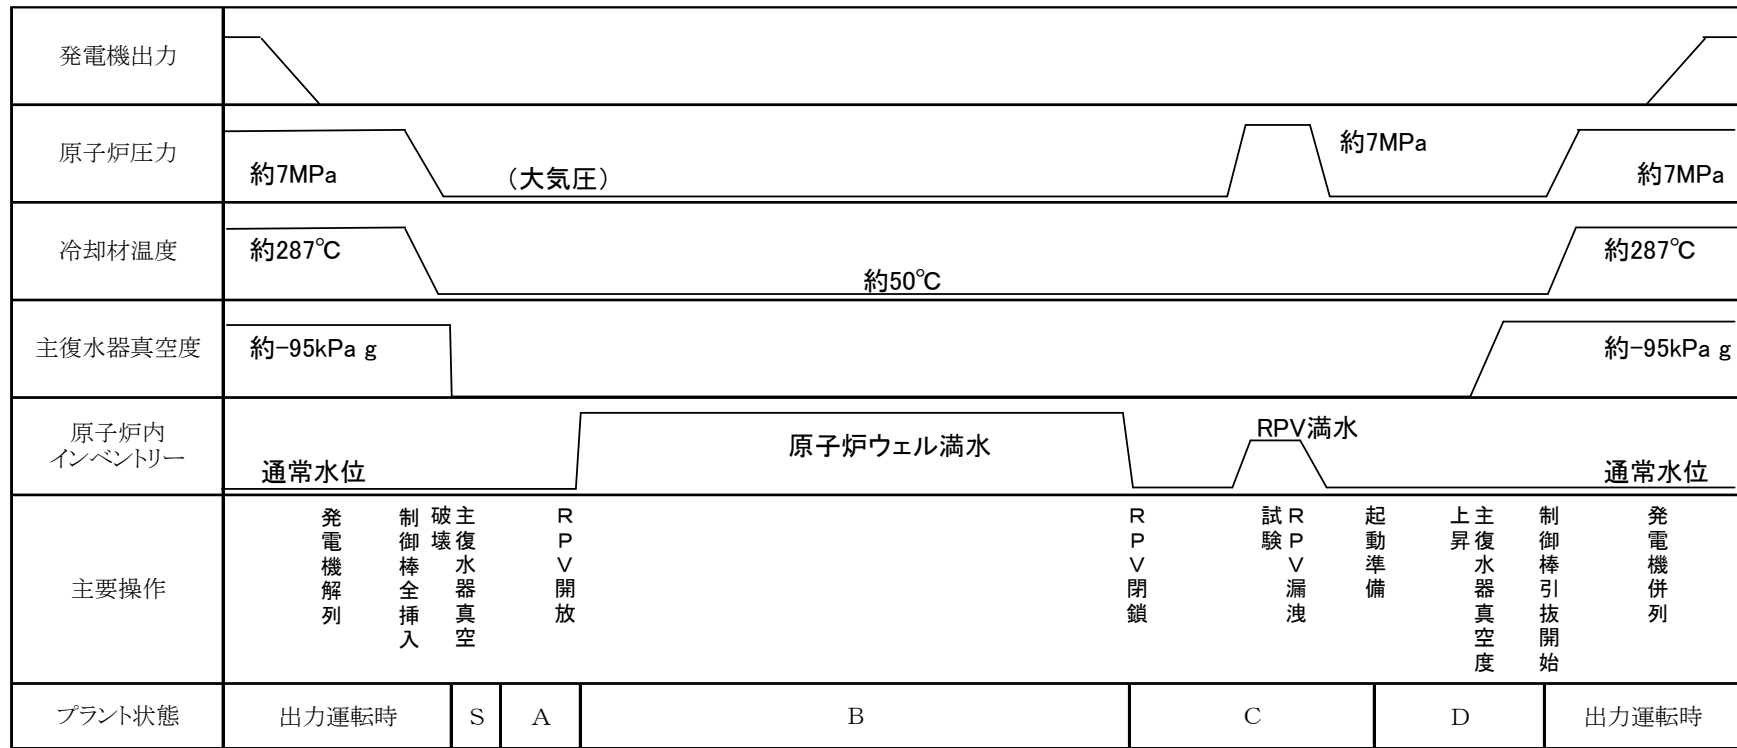 発電機出力
原子炉圧力
約7MPa
（大気圧）
約7MPa
約7MPa
冷却材温度
約287℃
約50℃
約287℃
主復水器真空度
約-95kPa g
約-95kPa g
原子炉内
インベントリー
通常水位
原子炉ウェル満水
RPV満水
通常水位
主要操作
発電機解列
制御棒全挿入
主復水器真空
破壊
ＲＰＶ開放
ＲＰＶ閉鎖
ＲＰＶ漏洩
試験
起動準備
主復水器真空度
上昇
制御棒引抜開始
発電機併列
プラント状態
出力運転時
S
A
B
C
D
出力運転時